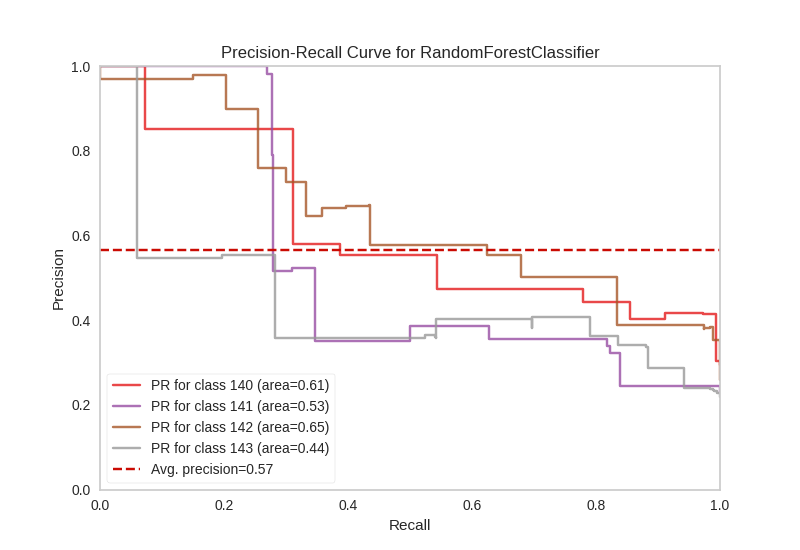 Precision-Recall Curve for RandomForestClassifier
1.0
0.8
0.6
0.4
0.2
0.0
Precision
0.0 0.2 0.4 0.6 0.8 1.0
Recall
PR for class 140 (area=0.61)
PR for class 141 (area=0.53)
PR for class 142 (area=0.65)
PR for class 143 (area=0.44)
Avg. precision=0.57